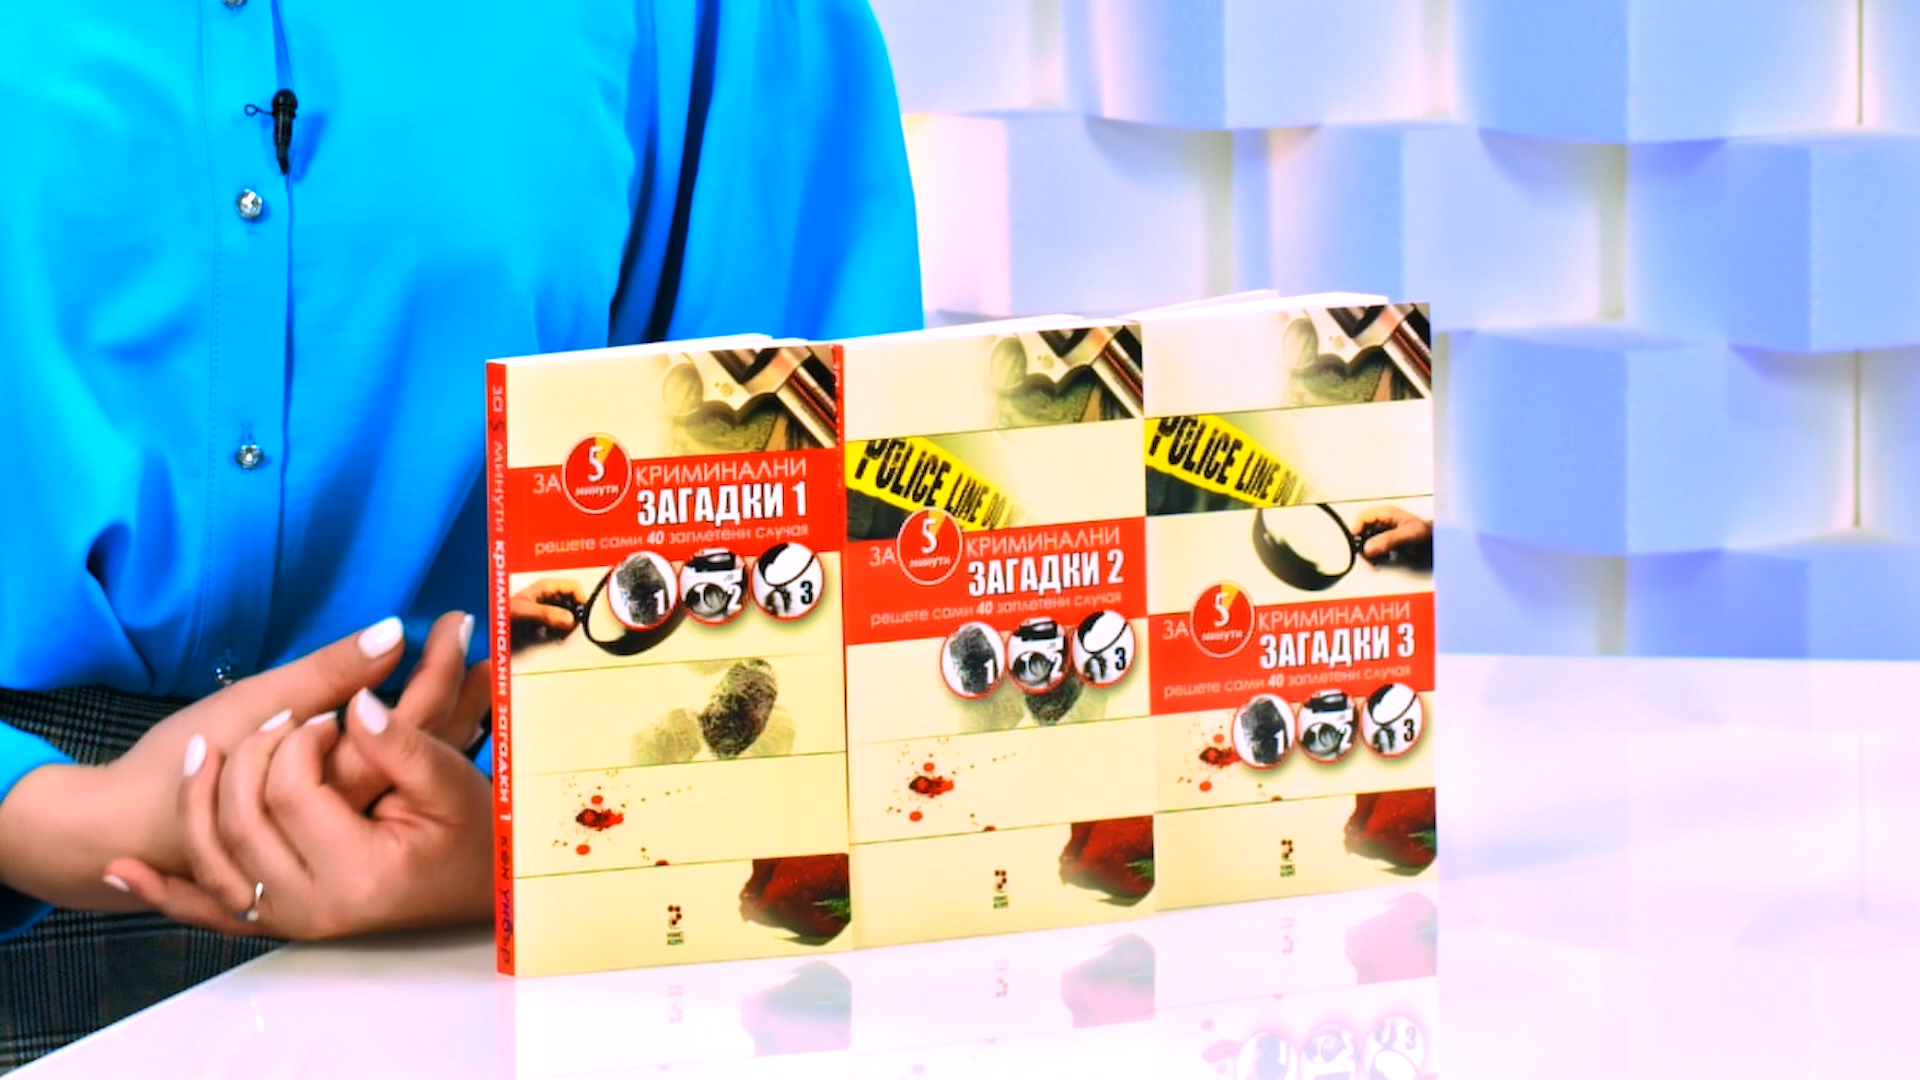 за 5 минути криминални загадки 1 кен уебър
ЗА 5 минути КРИМИНАЛНИ
ЗАГАДКИ 1
решете сами 40 заплетени случая
1 2 3
POLICE LINE DO
ЗА 5 минути КРИМИНАЛНИ
ЗАГАДКИ 2
решете сами 40 заплетени случая
1 2 3
POLICE LINE DO
ЗА 5 минути КРИМИНАЛНИ
ЗАГАДКИ 3
решете сами 40 заплетени случая
1 2 3